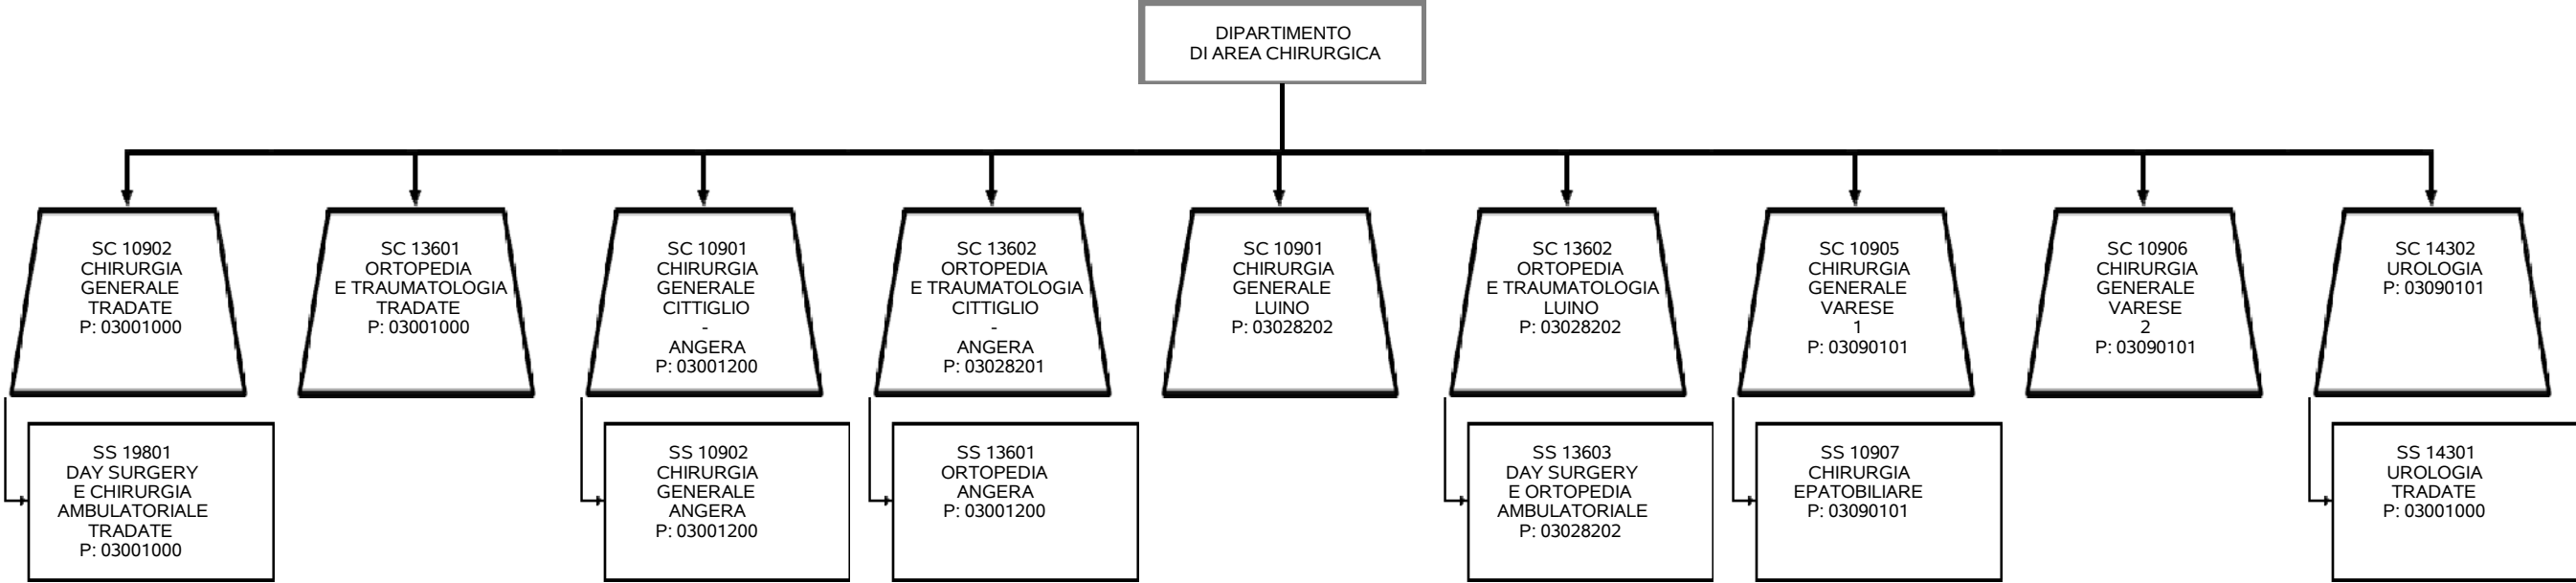 DIPARTIMENTO
DI AREA CHIRURGICA
SC 10902
CHIRURGIA
GENERALE
TRADATE
P: 03001000
SC 13601
ORTOPEDIA
E TRAUMATOLOGIA
TRADATE
P: 03001000
SC 10901
CHIRURGIA
GENERALE
CITTIGLIO
-
ANGERA
P: 03001200
SC 13602
ORTOPEDIA
E TRAUMATOLOGIA
CITTIGLIO
-
ANGERA
P: 03028201
SC 10901
CHIRURGIA
GENERALE
LUINO
P: 03028202
SC 13602
ORTOPEDIA
E TRAUMATOLOGIA
LUINO
P: 03028202
SC 10905
CHIRURGIA
GENERALE
VARESE
1
P: 03090101
SC 10906
CHIRURGIA
GENERALE
VARESE
2
P: 03090101
SC 14302
UROLOGIA
P: 03090101
SS 19801
DAY SURGERY
E CHIRURGIA
AMBULATORIALE
TRADATE
P: 03001000
SS 10902
CHIRURGIA
GENERALE
ANGERA
P: 03001200
SS 13601
ORTOPEDIA
ANGERA
P: 03001200
SS 13603
DAY SURGERY
E ORTOPEDIA
AMBULATORIALE
P: 03028202
SS 10907
CHIRURGIA
EPATOBILIARE
P: 03090101
SS 14301
UROLOGIA
TRADATE
P: 03001000